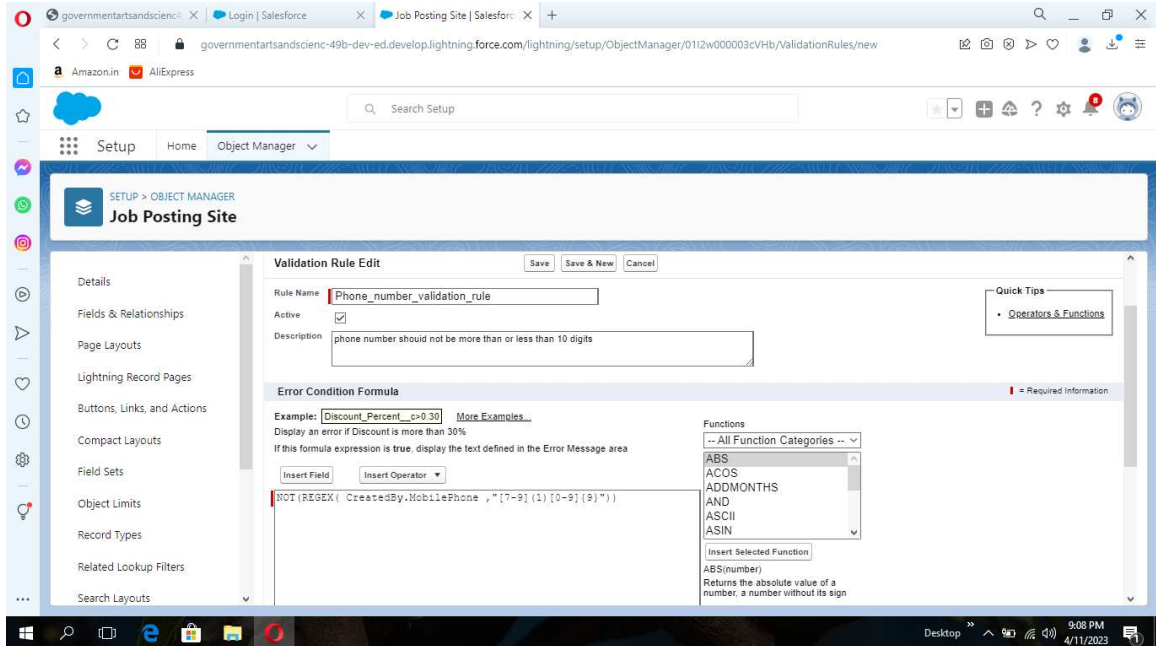 governmentartsandscienc
Login | Salesforce
Job Posting Site | Salesforc
governmentartsandscienc-49b-dev-ed.develop.lightning.force.com/lightning/setup/ObjectManager/01I2w000003cVHb/ValidationRules/new
Amazon.in
AliExpress
Search Setup
8
Setup
Home
Object Manager
SETUP > OBJECT MANAGER
Job Posting Site
Details
Fields & Relationships
Page Layouts
Lightning Record Pages
Buttons, Links, and Actions
Compact Layouts
Field Sets
Object Limits
Record Types
Related Lookup Filters
Search Layouts
Validation Rule Edit
Save
Save & New
Cancel
Rule Name
Phone_number_validation_rule
Active
Description
phone number shouid not be more than or less than 10 digits
Quick Tips
• Operators & Functions
Error Condition Formula
= Required Information
Example: Discount_Percent__c>0.30 More Examples...
Display an error if Discount is more than 30%
If this formula expression is true, display the text defined in the Error Message area
Insert Field
Insert Operator
NOT(REGEX( CreatedBy.MobilePhone ,"[7-9](1)[0-9]{9}"))
Functions
-- All Function Categories --
ABS
ACOS
ADDMONTHS
AND
ASCII
ASIN
Insert Selected Function
ABS(number)
Returns the absolute value of a
number, a number without its sign
Desktop
9:08 PM
4/11/2023